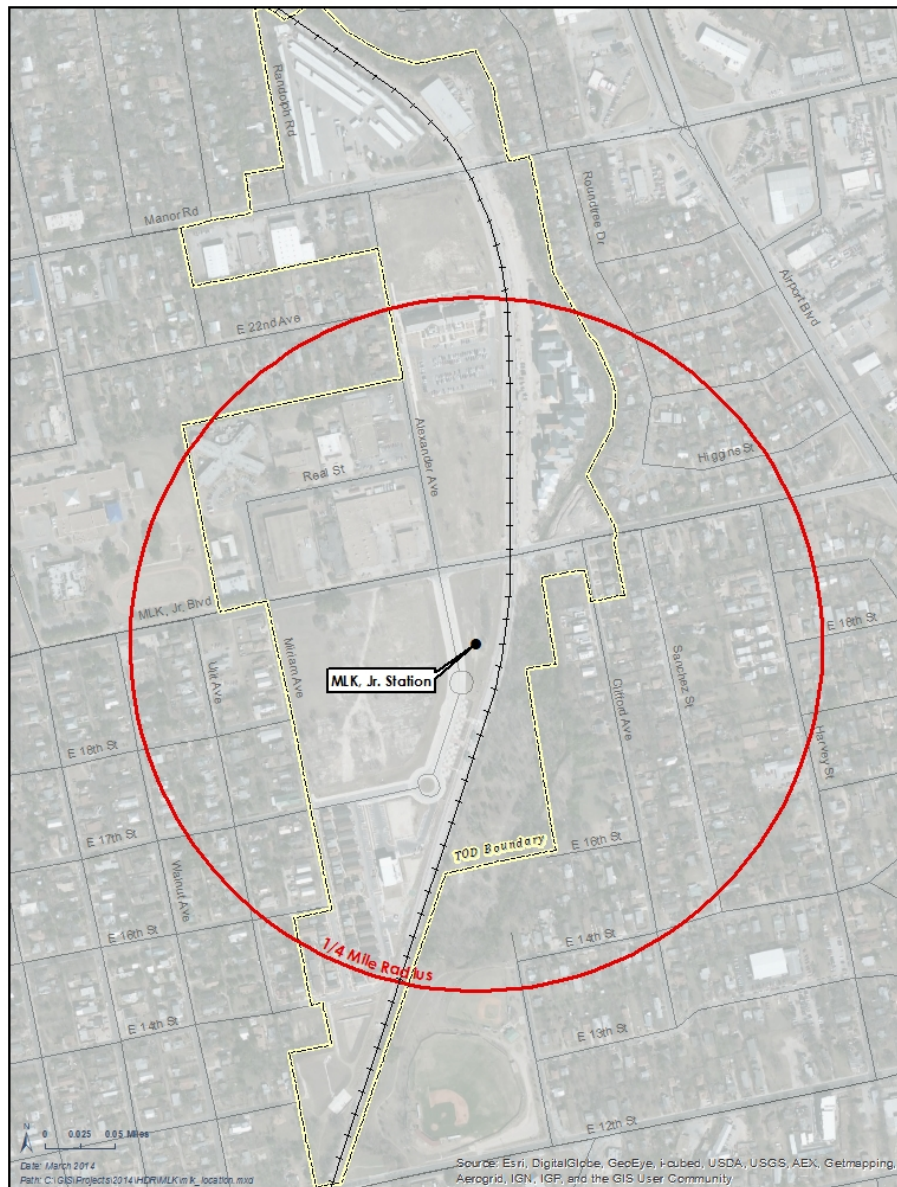 Randolph Rd
Manor Rd
Roundtree Dr
Airport Blvd
E 22nd Ave
Alexander Ave
Higgins St
Real St
MLK, Jr. Blvd
E 18th St
Miriam Ave
Ulit Ave
MLK, Jr. Station
Sanchez St
Clifford Ave
Harvey St
E 18th St
E 17th St
TOD Boundary
E 16th St
Walnut Ave
E 16th St
1/4 Mile Radius
E 14th St
E 14th St
E 13th St
E 12th St
N
0 0.025 0.05 Miles
Date: March 2014
Path: C:\GIS\Projects\2014\HDR\MLK\mlk_location.mxd
Source: Esri, DigitalGlobe, GeoEye, i-cubed, USDA, USGS, AEX, Getmapping,
Aerogrid, IGN, IGP, and the GIS User Community